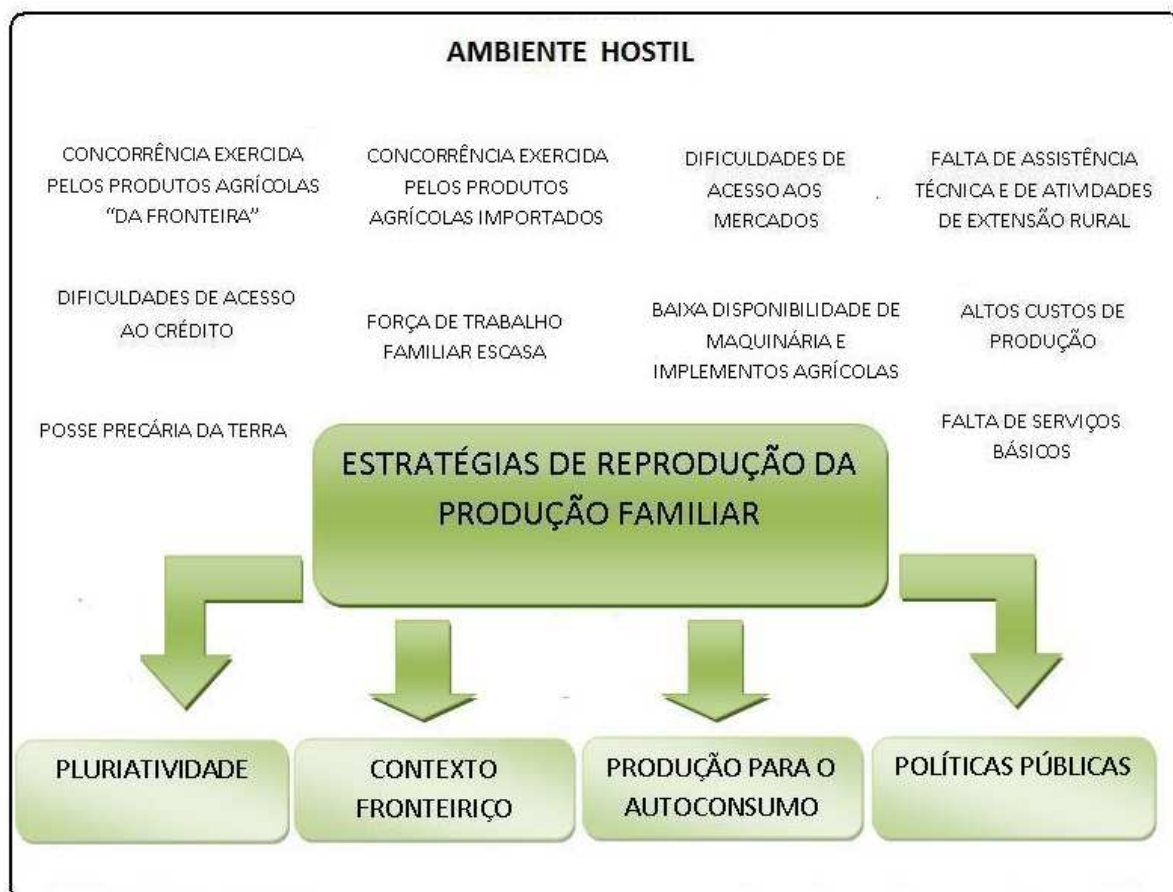 AMBIENTE HOSTIL
CONCORRÊNCIA EXERCIDA
PELOS PRODUTOS AGRÍCOLAS
“DA FRONTEIRA”
CONCORRÊNCIA EXERCIDA
PELOS PRODUTOS
AGRÍCOLAS IMPORTADOS
DIFICULDADES DE
ACESSO AOS
MERCADOS
FALTA DE ASSISTÊNCIA
TÉCNICA E DE ATIVIDADES
DE EXTENSÃO RURAL
DIFICULDADES DE ACESSO
AO CRÉDITO
FORÇA DE TRABALHO
FAMILIAR ESCASA
BAIXA DISPONIBILIDADE DE
MAQUINÁRIA E
IMPLEMENTOS AGRÍCOLAS
ALTOS CUSTOS DE
PRODUÇÃO
POSSE PRECÁRIA DA TERRA
FALTA DE SERVIÇOS
BÁSICOS
ESTRATÉGIAS DE REPRODUÇÃO DA
PRODUÇÃO FAMILIAR
PLURIATIVIDADE
CONTEXTO
FRONTEIRIÇO
PRODUÇÃO PARA O
AUTOCONSUMO
POLÍTICAS PÚBLICAS